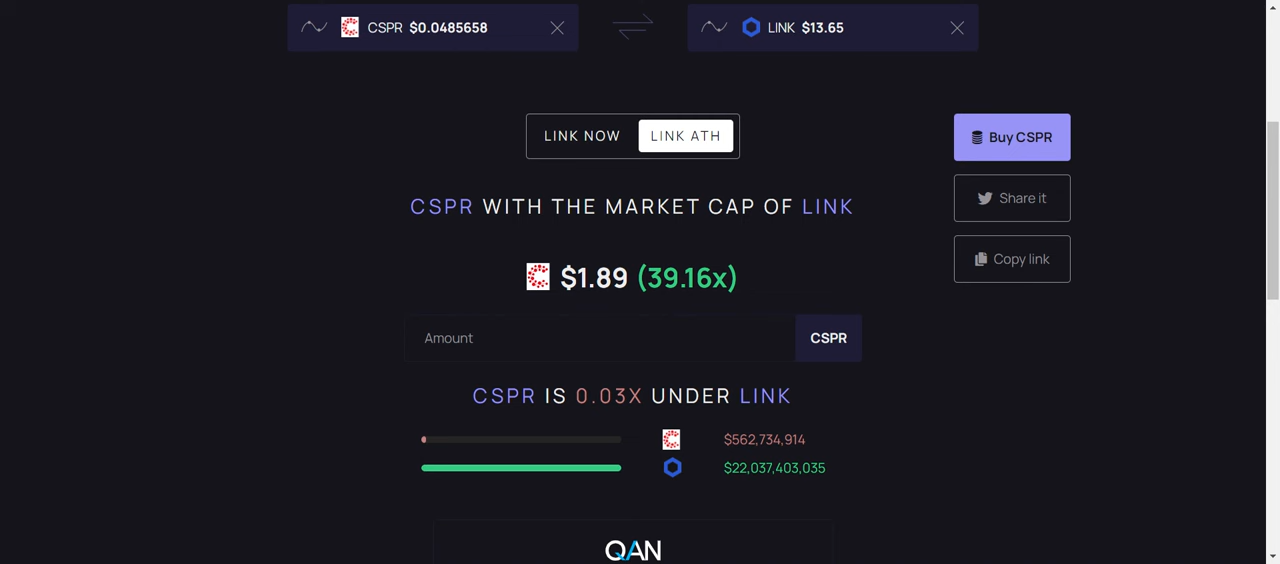 CSPR $0.0485658
LINK $13.65
LINK NOW LINK ATH
Buy CSPR
Share it
Copy link
CSPR WITH THE MARKET CAP OF LINK
$1.89 (39.16x)
Amount CSPR
CSPR IS 0.03X UNDER LINK
$562,734,914
$22,037,403,035
QAN